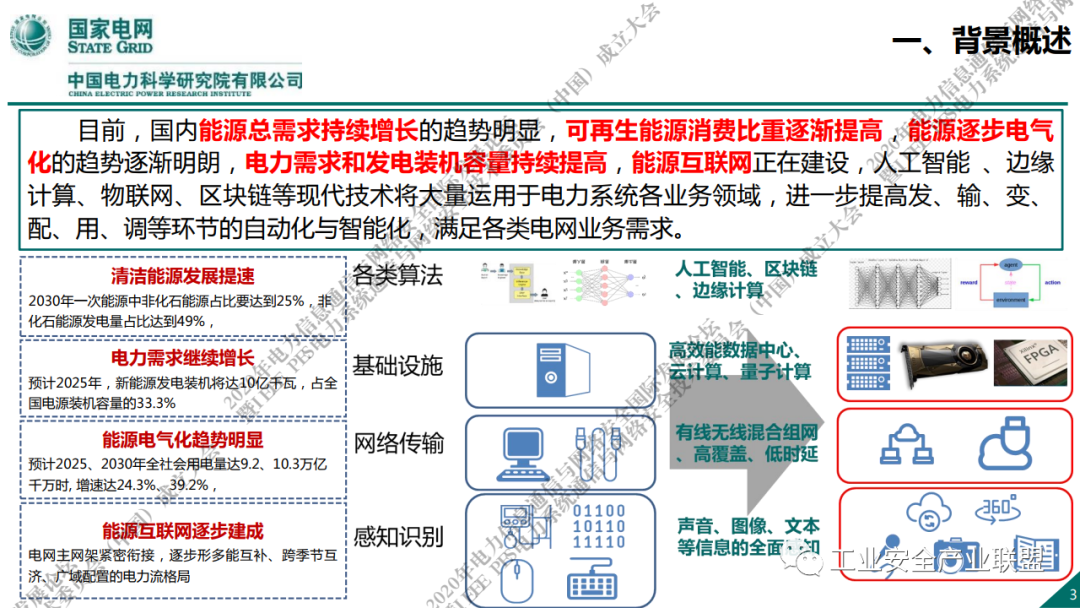 国家电网
STATE GRID
中国电力科学研究院有限公司
CHINA ELECTRIC POWER RESEARCH INSTITUTE
一、背景概述
目前，国内能源总需求持续增长的趋势明显，可再生能源消费比重逐渐提高，能源逐步电气
化的趋势逐渐明朗，电力需求和发电装机容量持续提高，能源互联网正在建设，人工智能 、边缘
计算、物联网、区块链等现代技术将大量运用于电力系统各业务领域，进一步提高发、输、变、
配、用、调等环节的自动化与智能化，满足各类电网业务需求。
清洁能源发展提速
2030年一次能源中非化石能源占比要达到25%，非
化石能源发电量占比达到49%，
电力需求继续增长
预计2025年，新能源发电装机将达10亿千瓦，占全
国电源装机容量的33.3%
能源电气化趋势明显
预计2025、2030年全社会用电量达9.2、10.3万亿
千万时, 增速达24.3%、39.2%，
能源互联网逐步建成
电网主网架紧密衔接，逐步形多能互补、跨季节互
济、广域配置的电力流格局
各类算法
人工智能、区块链
、边缘计算
reward
agent
action
environment
基础设施
高效能数据中心、
云计算、量子计算
FPGA
网络传输
有线无线混合组网
、高覆盖、低时延
感知识别
01100
10110
10110
声音、图像、文本
等信息的全面感知
360°
工业安全产业联盟
3